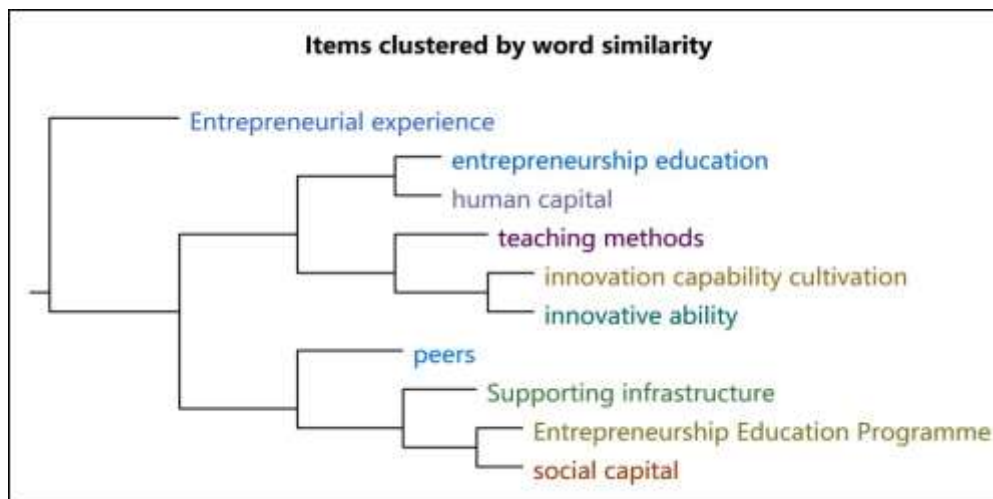 Items clustered by word similarity
Entrepreneurial experience
entrepreneurship education
human capital
teaching methods
innovation capability cultivation
innovative ability
peers
Supporting infrastructure
Entrepreneurship Education Programme
social capital